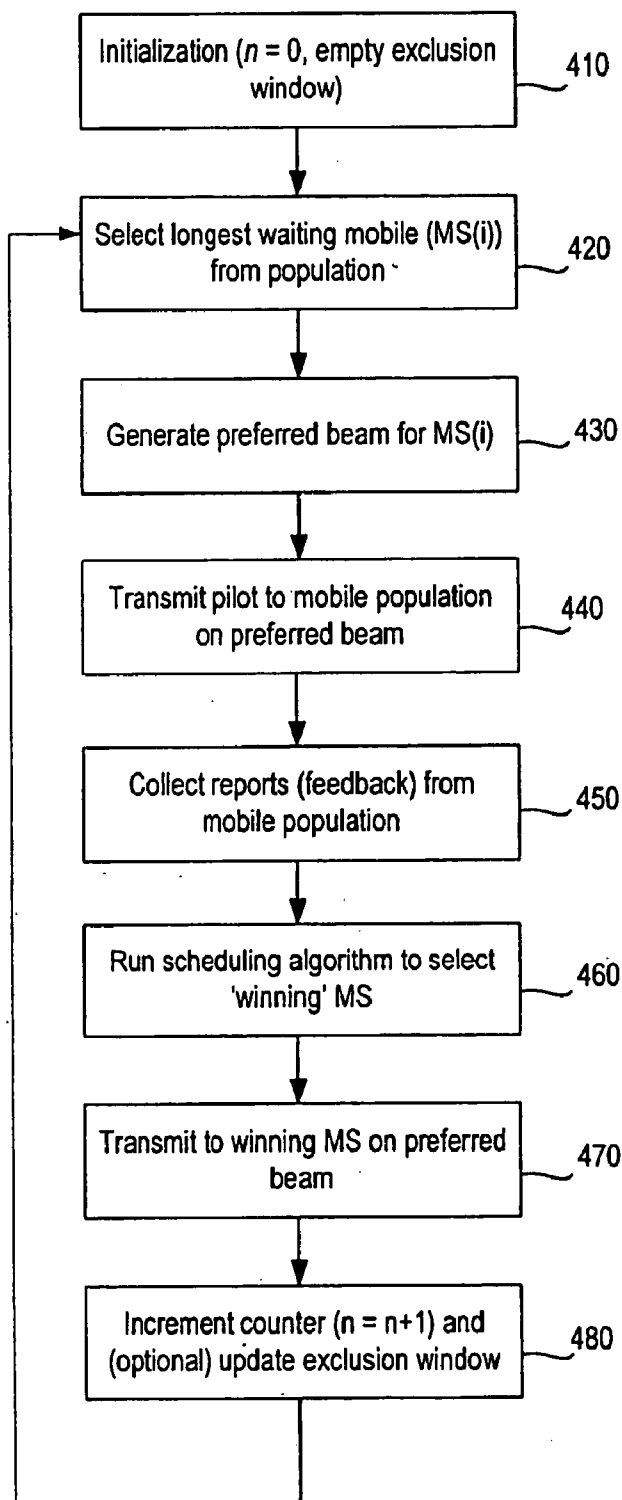 Initialization (n = 0, empty exclusion
window)
410
Select longest waiting mobile (MS(i))
from population
420
Generate preferred beam for MS(i)
430
Transmit pilot to mobile population
on preferred beam
440
Collect reports (feedback) from
mobile population
450
Run scheduling algorithm to select
'winning' MS
460
Transmit to winning MS on preferred
beam
470
Increment counter (n = n+1) and
(optional) update exclusion window
480